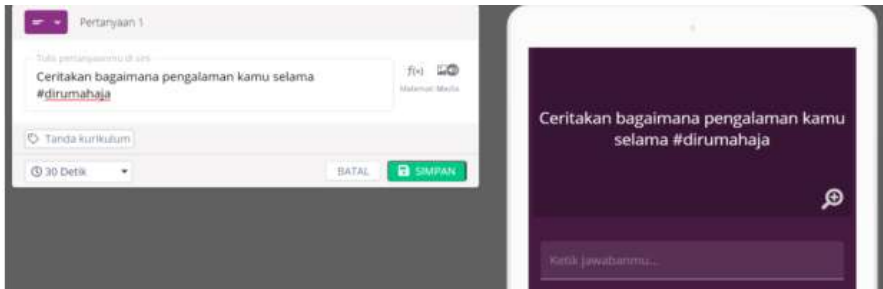 Pertanyaan 1
Tulis pertanyaanmu di sini
Ceritakan bagaimana pengalaman kamu selama
#dirumahaja
f(x)
Matemat Media
Tanda kurikulum
30 Detik
BATAL
SIMPAN
Ceritakan bagaimana pengalaman kamu
selama #dirumahaja
Ketik jawabanmu...